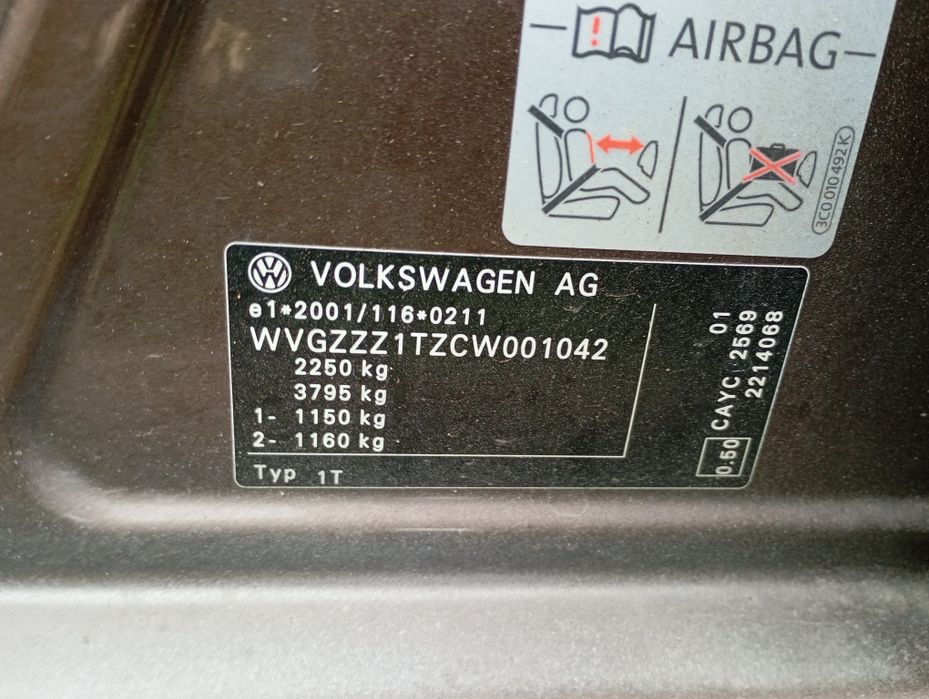 AIRBAG
3C0 010 492 K
VOLKSWAGEN AG
e1*2001/116*0211
WVGZZZ1TZCW001042
2250 kg
3795 kg
1- 1150 kg
2- 1160 kg
Typ 1T
01
CAYC 2569
0.50 2214068